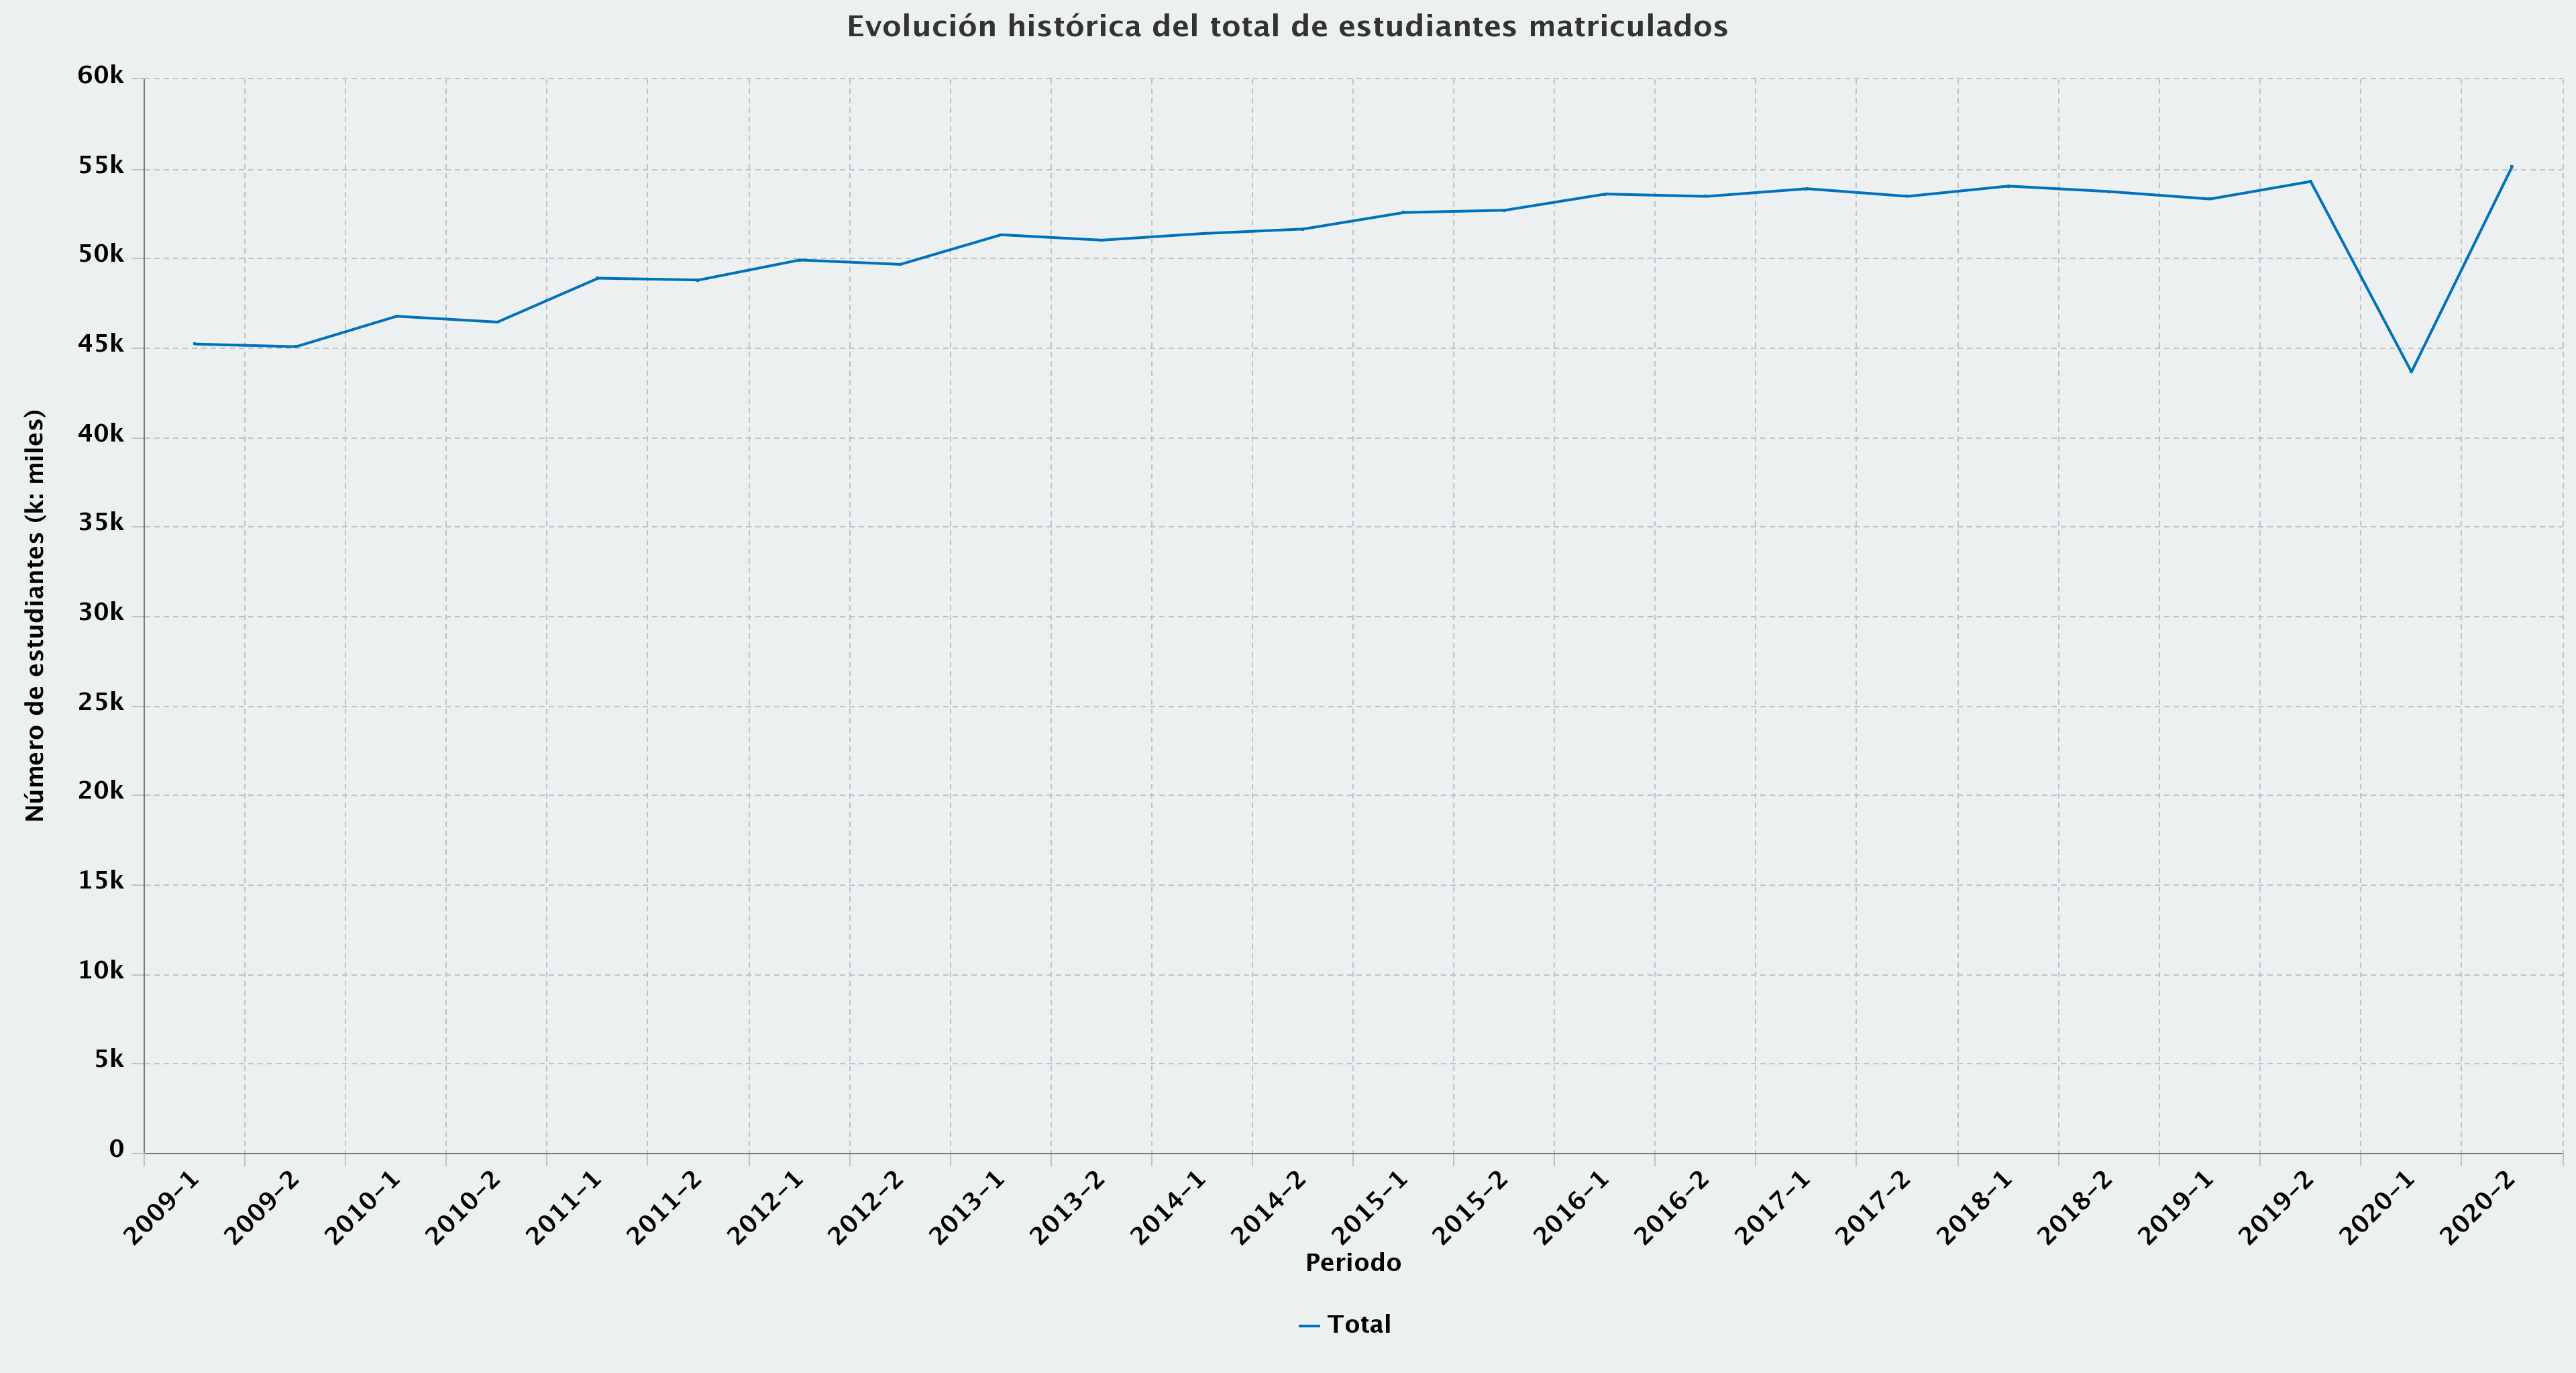 Evolución histórica del total de estudiantes matriculados
60k
55k
50k
45k
40k
35k
30k
25k
20k
15k
10k
5k
0
Número de estudiantes (k: miles)
2009-1
2009-2
2010-1
2010-2
2011-1
2011-2
2012-1
2012-2
2013-1
2013-2
2014-1
2014-2
2015-1
2015-2
2016-1
2016-2
2017-1
2017-2
2018-1
2018-2
2019-1
2019-2
2020-1
2020-2
Periodo
Total